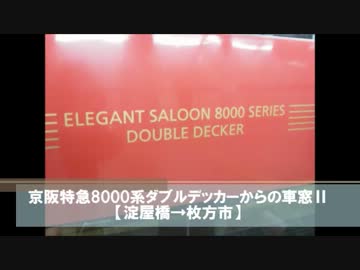 ELEGANT SALOON 8000 SERIES
DOUBLE DECKER
京阪特急8000系ダブルデッカーからの車窓Ⅱ
【淀屋橋→枚方市】